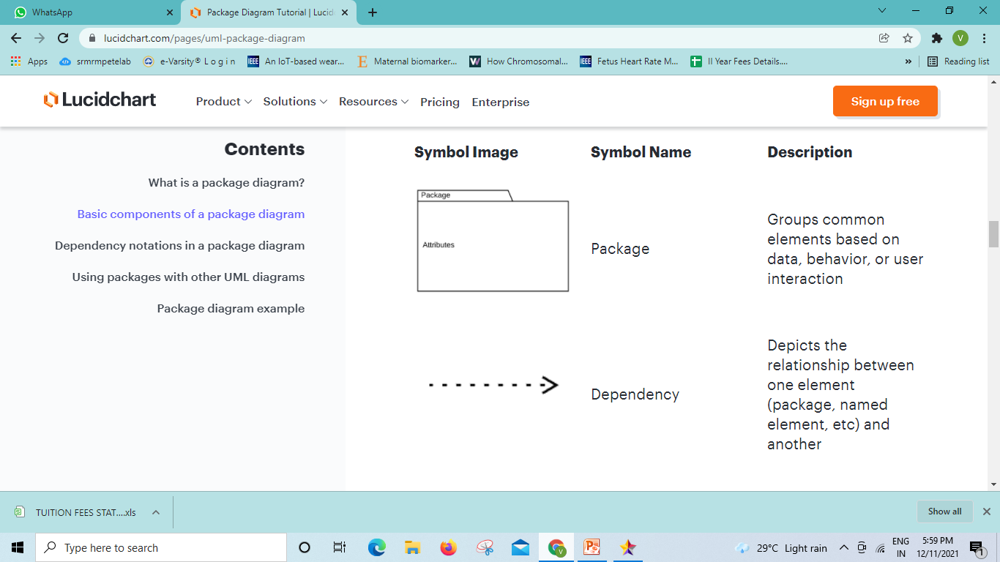 WhatsApp
Package Diagram Tutorial | Lucid
lucidchart.com/pages/uml-package-diagram
V
Apps
srmrmpetelab
e-Varsity® L o g i n
IEEE An IoT-based wear...
E Maternal biomarker...
W How Chromosomal...
IEEE Fetus Heart Rate M...
II Year Fees Details....
»
Reading list
Lucidchart
Product
Solutions
Resources
Pricing
Enterprise
Sign up free
Contents
What is a package diagram?
Basic components of a package diagram
Dependency notations in a package diagram
Using packages with other UML diagrams
Package diagram example
Symbol Image
Symbol Name
Description
Package
Attributes
Package
Groups common
elements based on
data, behavior, or user
interaction
Dependency
Depicts the
relationship between
one element
(package, named
element, etc) and
another
TUITION FEES STAT....xls
Show all
Type here to search
V
29°C Light rain
ENG
IN
5:59 PM
12/11/2021
1